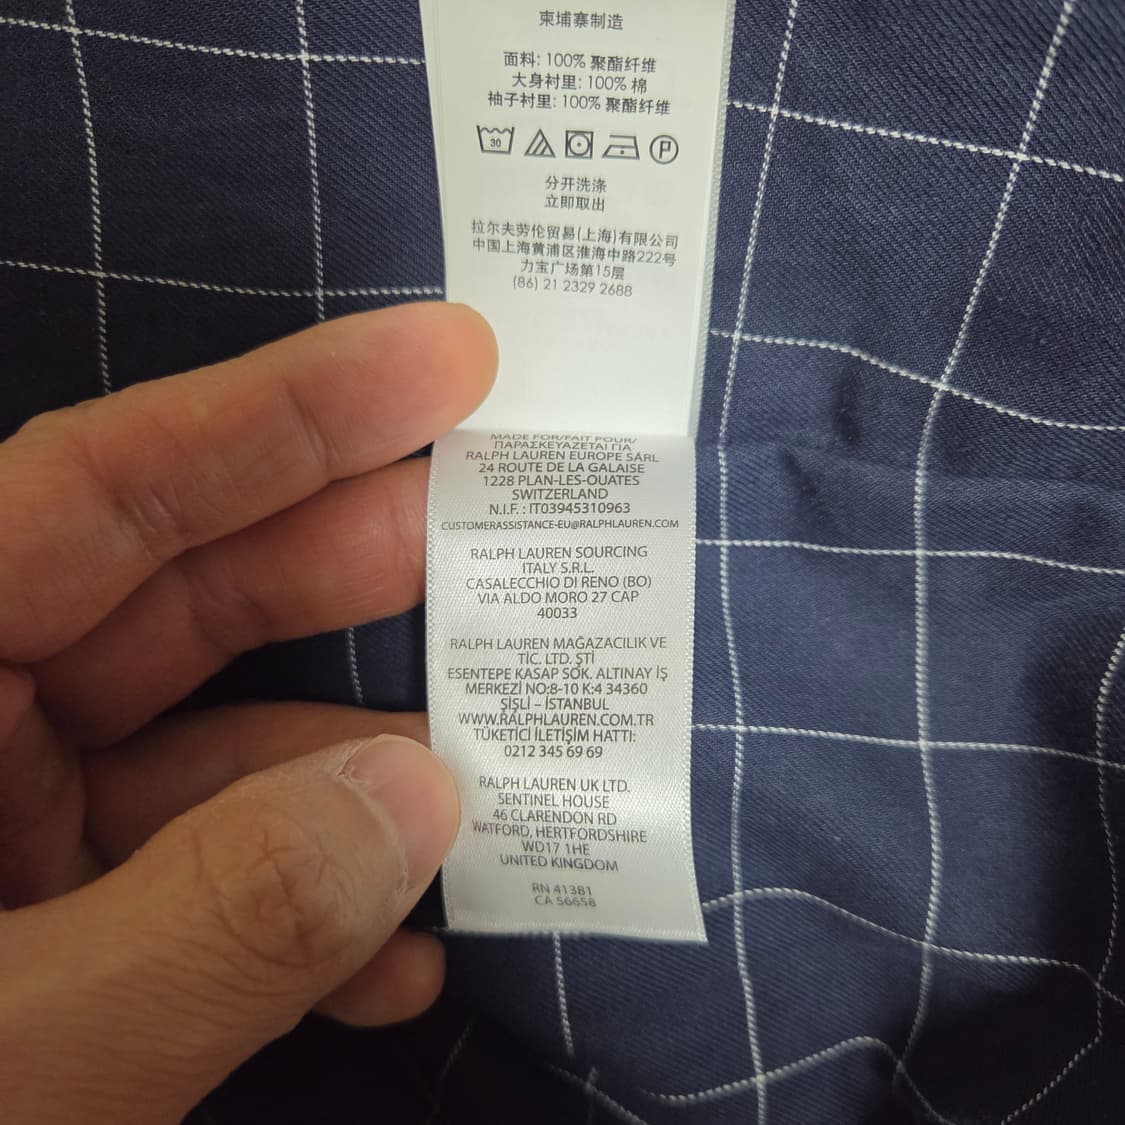 柬埔寨制造
面料: 100% 聚酯纤维
大身衬里: 100% 棉
袖子衬里: 100% 聚酯纤维
30
P
分开洗涤
立即取出
拉尔夫劳伦贸易(上海)有限公司
中国上海黄浦区淮海中路222号
力宝广场第15层
(86) 21 2329 2688
MADE FOR/FAIT POUR/
ΠΑΡΑΣΚΕΥΑΖΕΤΑΙ ΓΙΑ
RALPH LAUREN EUROPE SÁRL
24 ROUTE DE LA GALAISE
1228 PLAN-LES-OUATES
SWITZERLAND
N.I.F. : IT03945310963
CUSTOMERASSISTANCE-EU@RALPHLAUREN.COM
RALPH LAUREN SOURCING
ITALY S.R.L.
CASALECCHIO DI RENO (BO)
VIA ALDO MORO 27 CAP
40033
RALPH LAUREN MAĞAZACILIK VE
TİC. LTD. ŞTİ
ESENTEPE KASAP SOK. ALTINAY İŞ
MERKEZİ NO:8-10 K:4 34360
ŞİŞLİ – İSTANBUL
WWW.RALPHLAUREN.COM.TR
TÜKETİCİ İLETİŞİM HATTI:
0212 345 69 69
RALPH LAUREN UK LTD.
SENTINEL HOUSE
46 CLARENDON RD
WATFORD, HERTFORDSHIRE
WD17 1HE
UNITED KINGDOM
RN 41381
CA 56658